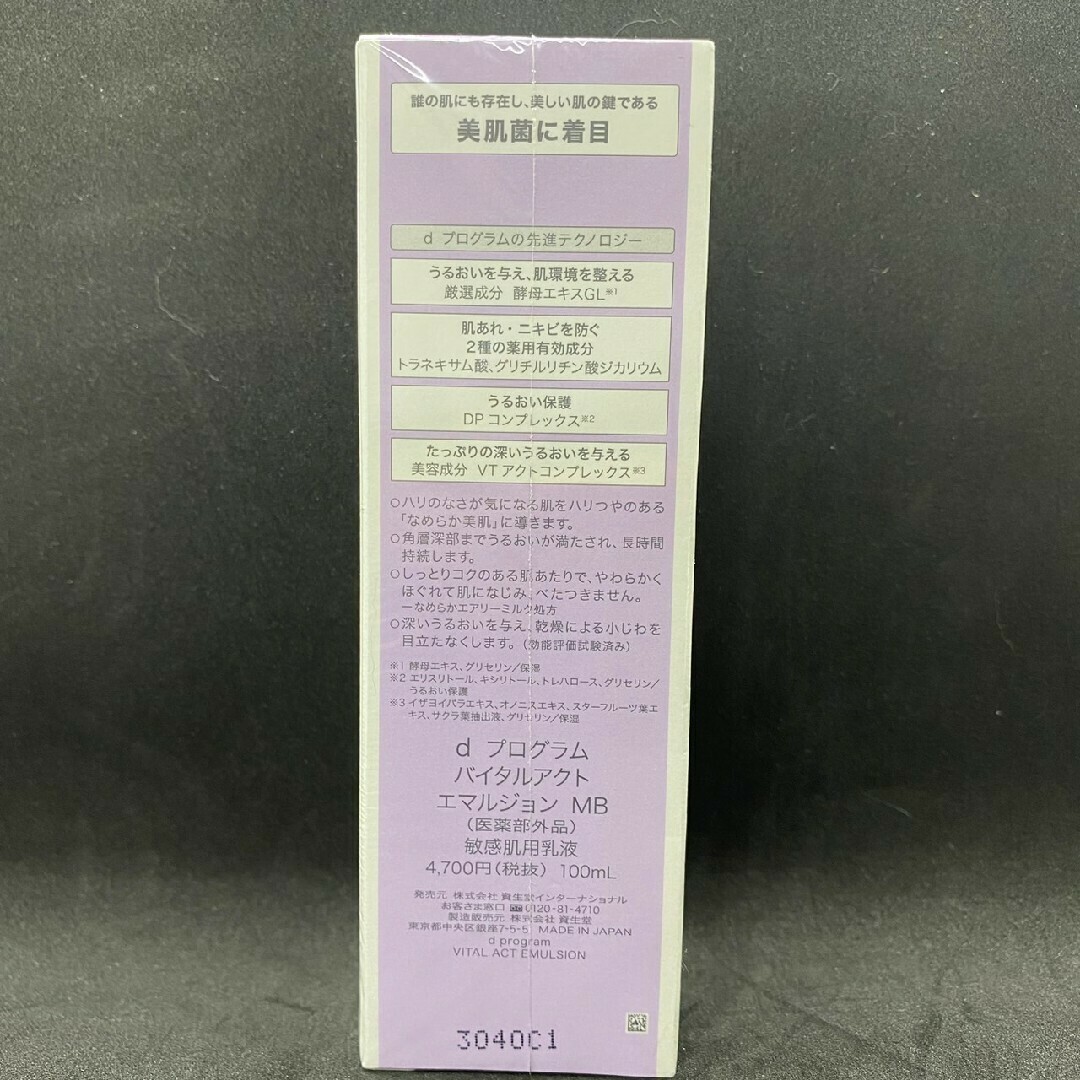 誰の肌にも存在し、美しい肌の鍵である
美肌菌に着目
d プログラムの先進テクノロジー
うるおいを与え、肌環境を整える
厳選成分 酵母エキスGL※1
肌あれ・ニキビを防ぐ
2種の薬用有効成分
トラネキサム酸、グリチルリチン酸ジカリウム
うるおい保護
DPコンプレックス※2
たっぷりの深いうるおいを与える
美容成分 VTアクトコンプレックス※3
○ハリのなさが気になる肌をハリつやのある
「なめらか美肌」に導きます。
○角層深部までうるおいが満たされ、長時間
持続します。
○しっとりコクのある肌あたりで、やわらかく
ほぐれて肌になじみ、べたつきません。
ーなめらかエアリーミルク処方
○深いうるおいを与え、乾燥による小じわを
目立たなくします。(効能評価試験済み)
※1 酵母エキス、グリセリン/保湿
※2 エリスリトール、キシリトール、トレハロース、グリセリン/
うるおい保護
※3 イザヨイバラエキス、オノニスエキス、スターフルーツ葉エ
キス、サクラ葉抽出液、グリセリン/保湿
d プログラム
バイタルアクト
エマルジョン MB
(医薬部外品)
敏感肌用乳液
4,700円(税抜) 100mL
発売元 株式会社 資生堂インターナショナル
お客さま窓口 0120-81-4710
製造販売元 株式会社 資生堂
東京都中央区銀座7-5-5 MADE IN JAPAN
d program
VITAL ACT EMULSION
3040C1